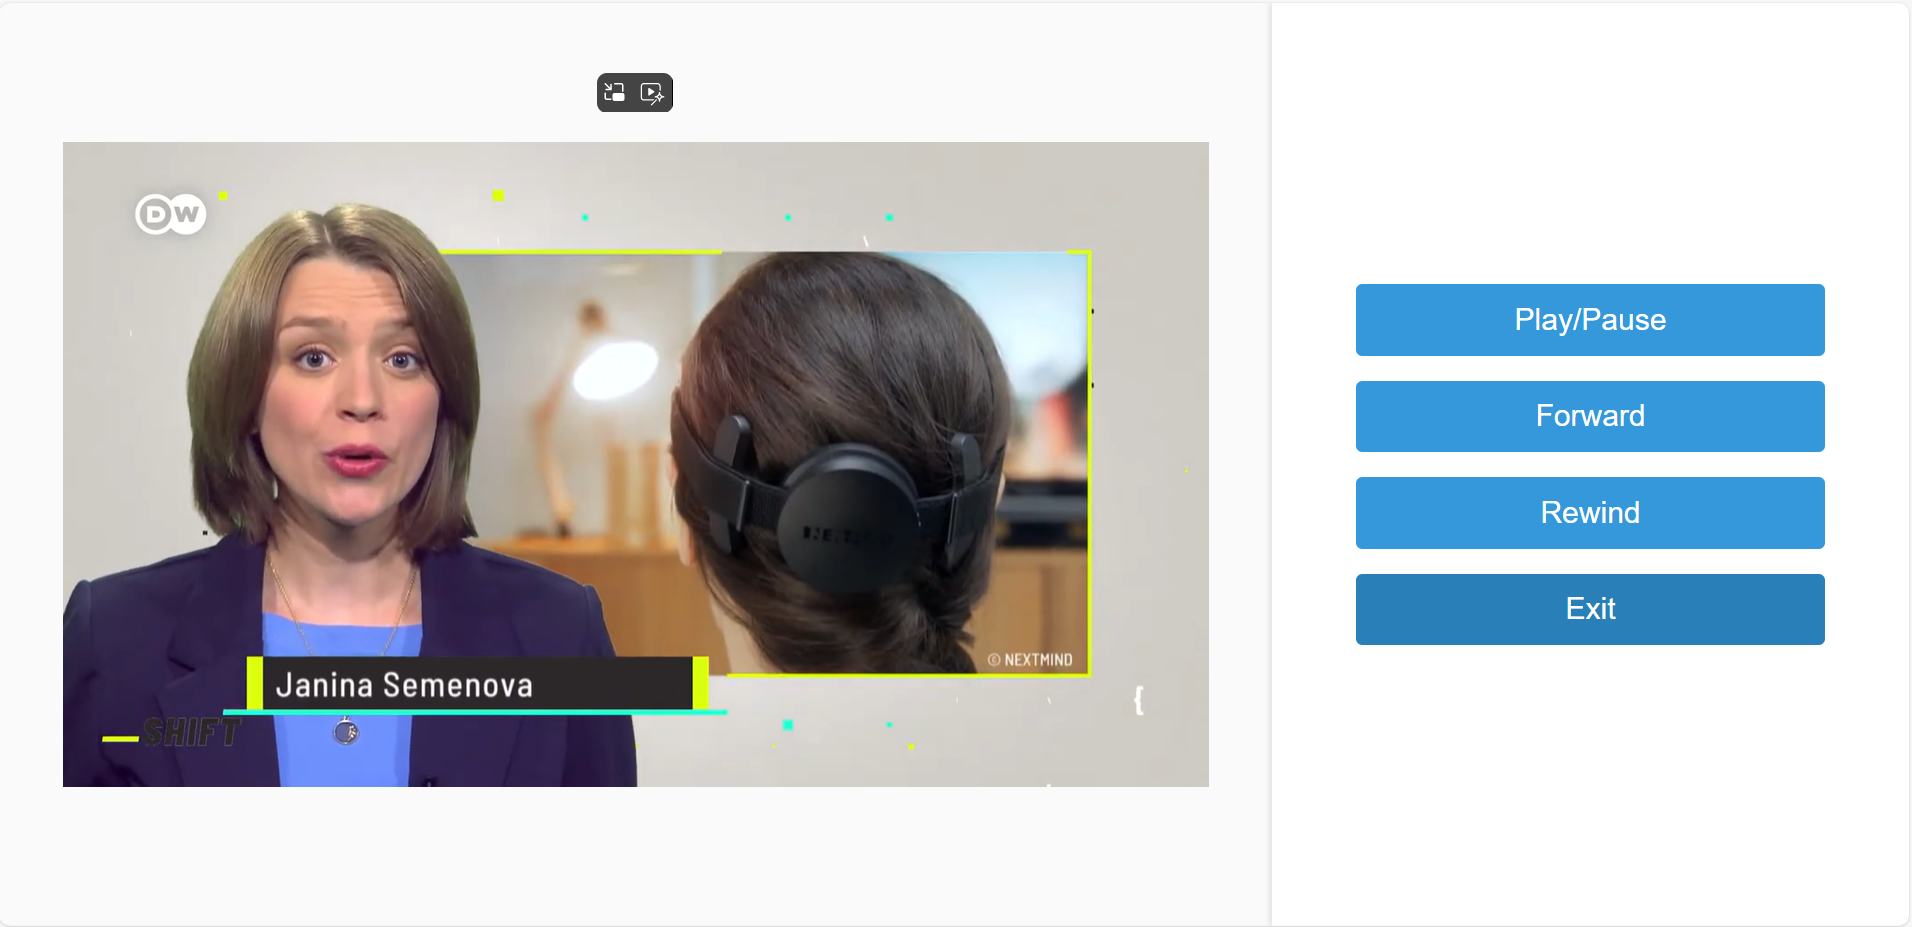 DW
© NEXTMIND
Janina Semenova
SHIFT
{
Play/Pause
Forward
Rewind
Exit